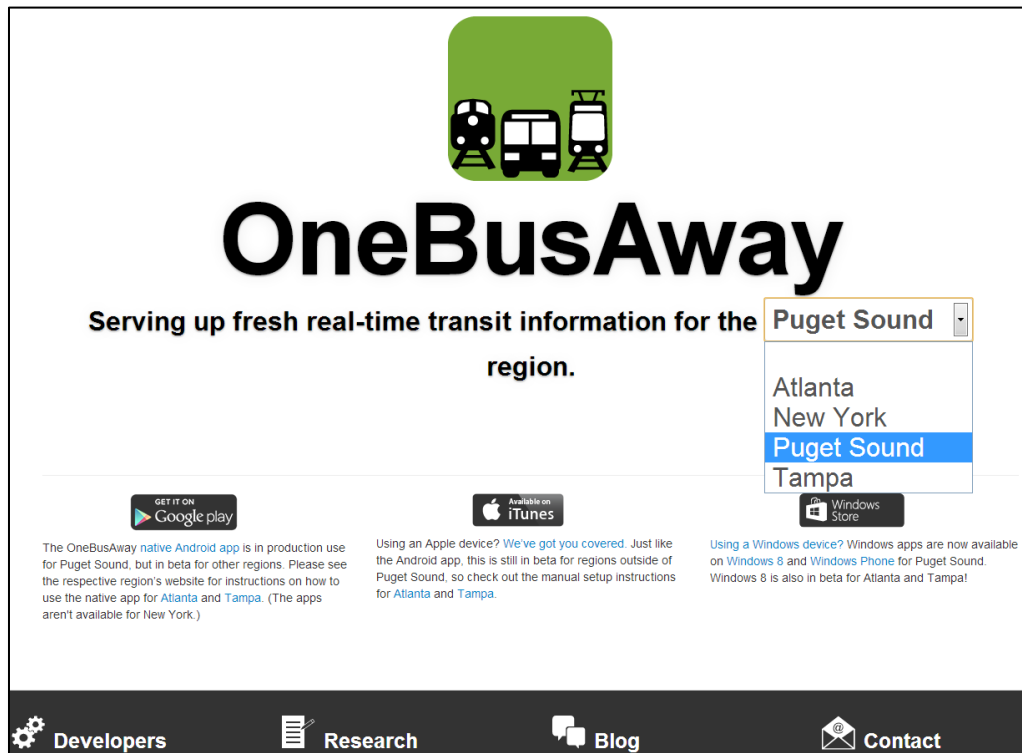 OneBusAway
Serving up fresh real-time transit information for the Puget Sound
region.
Atlanta
New York
Puget Sound
Tampa
GET IT ON
Google play
The OneBusAway native Android app is in production use
for Puget Sound, but in beta for other regions. Please see
the respective region's website for instructions on how to
use the native app for Atlanta and Tampa. (The apps
aren't available for New York.)
Available on
iTunes
Using an Apple device? We've got you covered. Just like
the Android app, this is still in beta for regions outside of
Puget Sound, so check out the manual setup instructions
for Atlanta and Tampa.
Windows
Store
Using a Windows device? Windows apps are now available
on Windows 8 and Windows Phone for Puget Sound.
Windows 8 is also in beta for Atlanta and Tampa!
Developers
Research
Blog
@
Contact